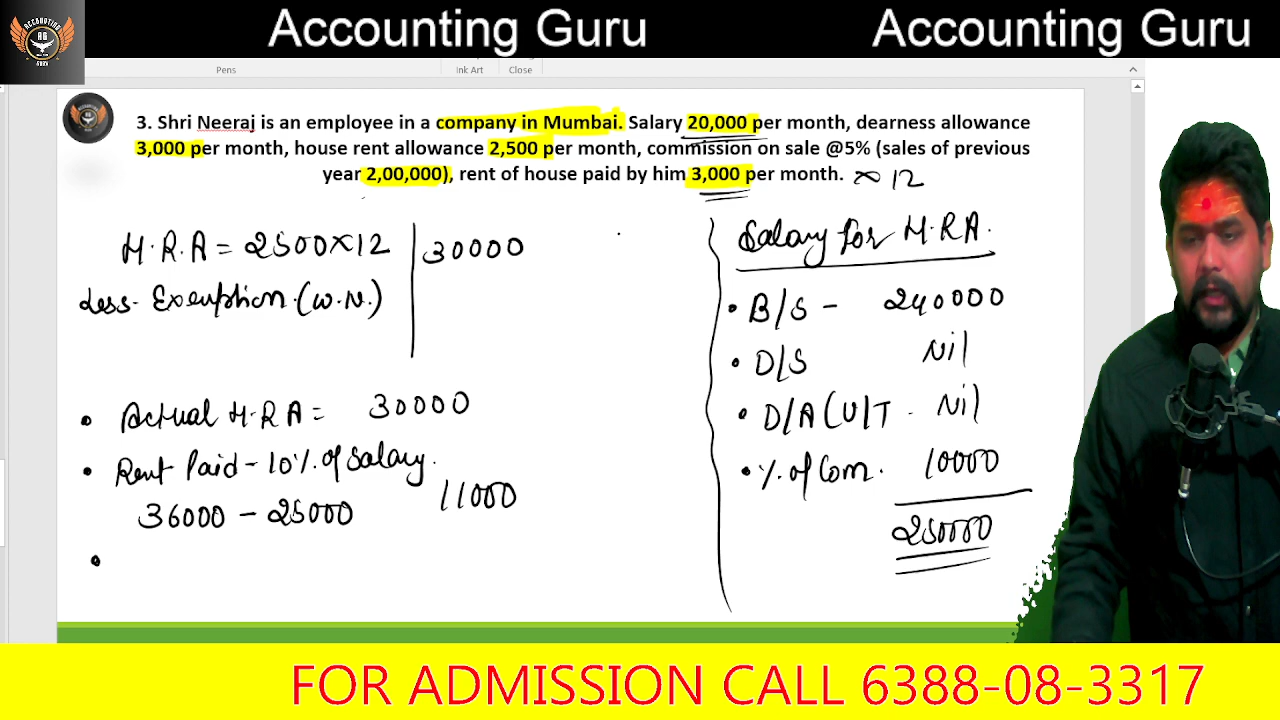 Accounting Guru
Accounting Guru
ACCOUNTING
AG
GURU
Pens
Ink Art
Close
3. Shri Neeraj is an employee in a company in Mumbai. Salary 20,000 per month, dearness allowance
3,000 per month, house rent allowance 2,500 per month, commission on sale @5% (sales of previous
year 2,00,000), rent of house paid by him 3,000 per month. × 12
H.R.A = 2500×12 30000
Less- Exemption (W.N.)
• Actual H.R.A = 30000
• Rent Paid - 10% of Salary.
36000 - 25000 11000
•
Salary for H.R.A.
• B/S - 240000
• D/S Nil
• D/A (U/T - Nil
• % of Com. 10000
250000
FOR ADMISSION CALL 6388-08-3317